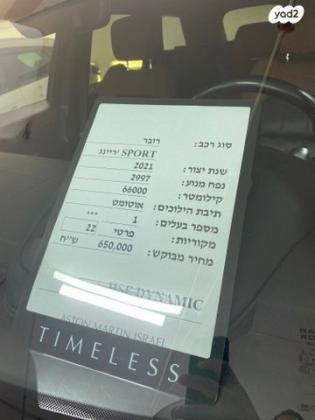 yad2
סוג רכב: רובר
SPORT ריינג'
שנת יצור: 2021
נפח מנוע: 2997
קילומטר: 66000
תיבת הילוכים: אוטומט
מספר בעלים: 1 ***
מקוריות: פרטי 22
מחיר מבוקש: 650,000 ש"ח
HSE DYNAMIC
ASTON MARTIN ISRAEL
TIMELESS